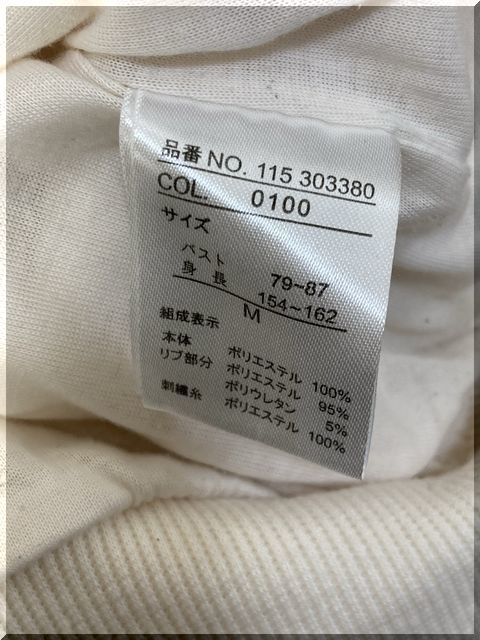 品番 NO. 115 303380
COL. 0100
サイズ
バスト 79~87
身長 154~162
M
組成表示
本体 ポリエステル 100%
リブ部分 ポリエステル 95%
ポリウレタン 5%
刺繍糸 ポリエステル 100%